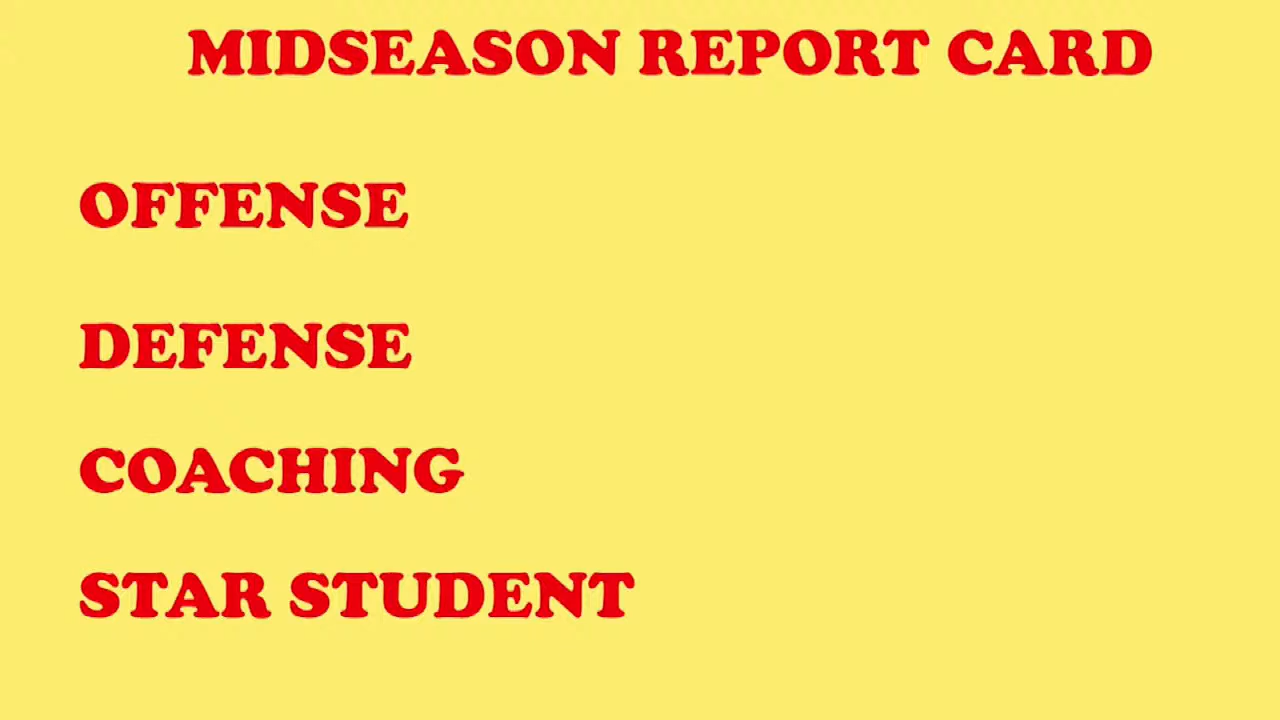 MIDSEASON REPORT CARD
OFFENSE
DEFENSE
COACHING
STAR STUDENT